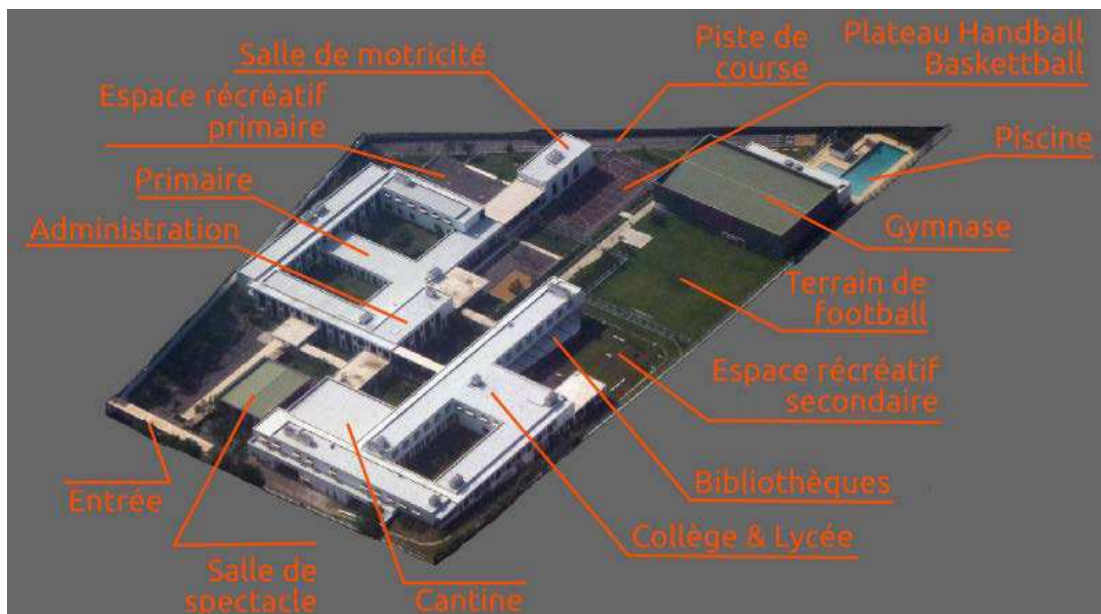 Salle de motricité
Piste de
course
Plateau Handball
Baskettball
Espace récréatif
primaire
Piscine
Primaire
Administration
Gymnase
Terrain de
football
Espace récréatif
secondaire
Bibliothèques
Entrée
Collège & Lycée
Salle de
spectacle
Cantine